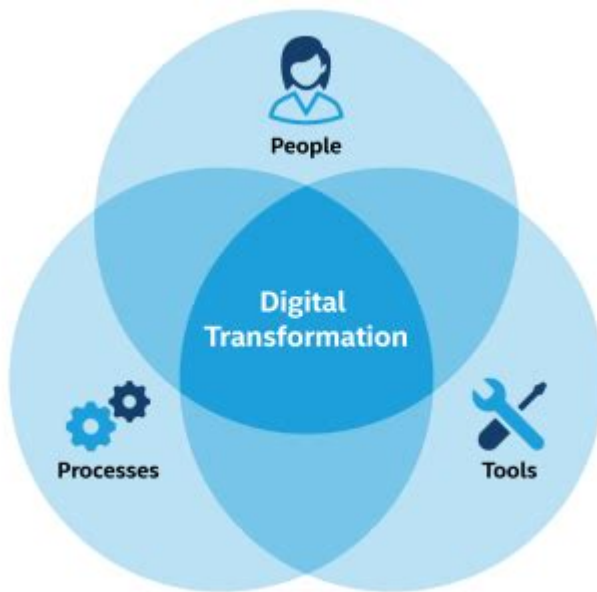 People
Digital
Transformation
Processes
Tools